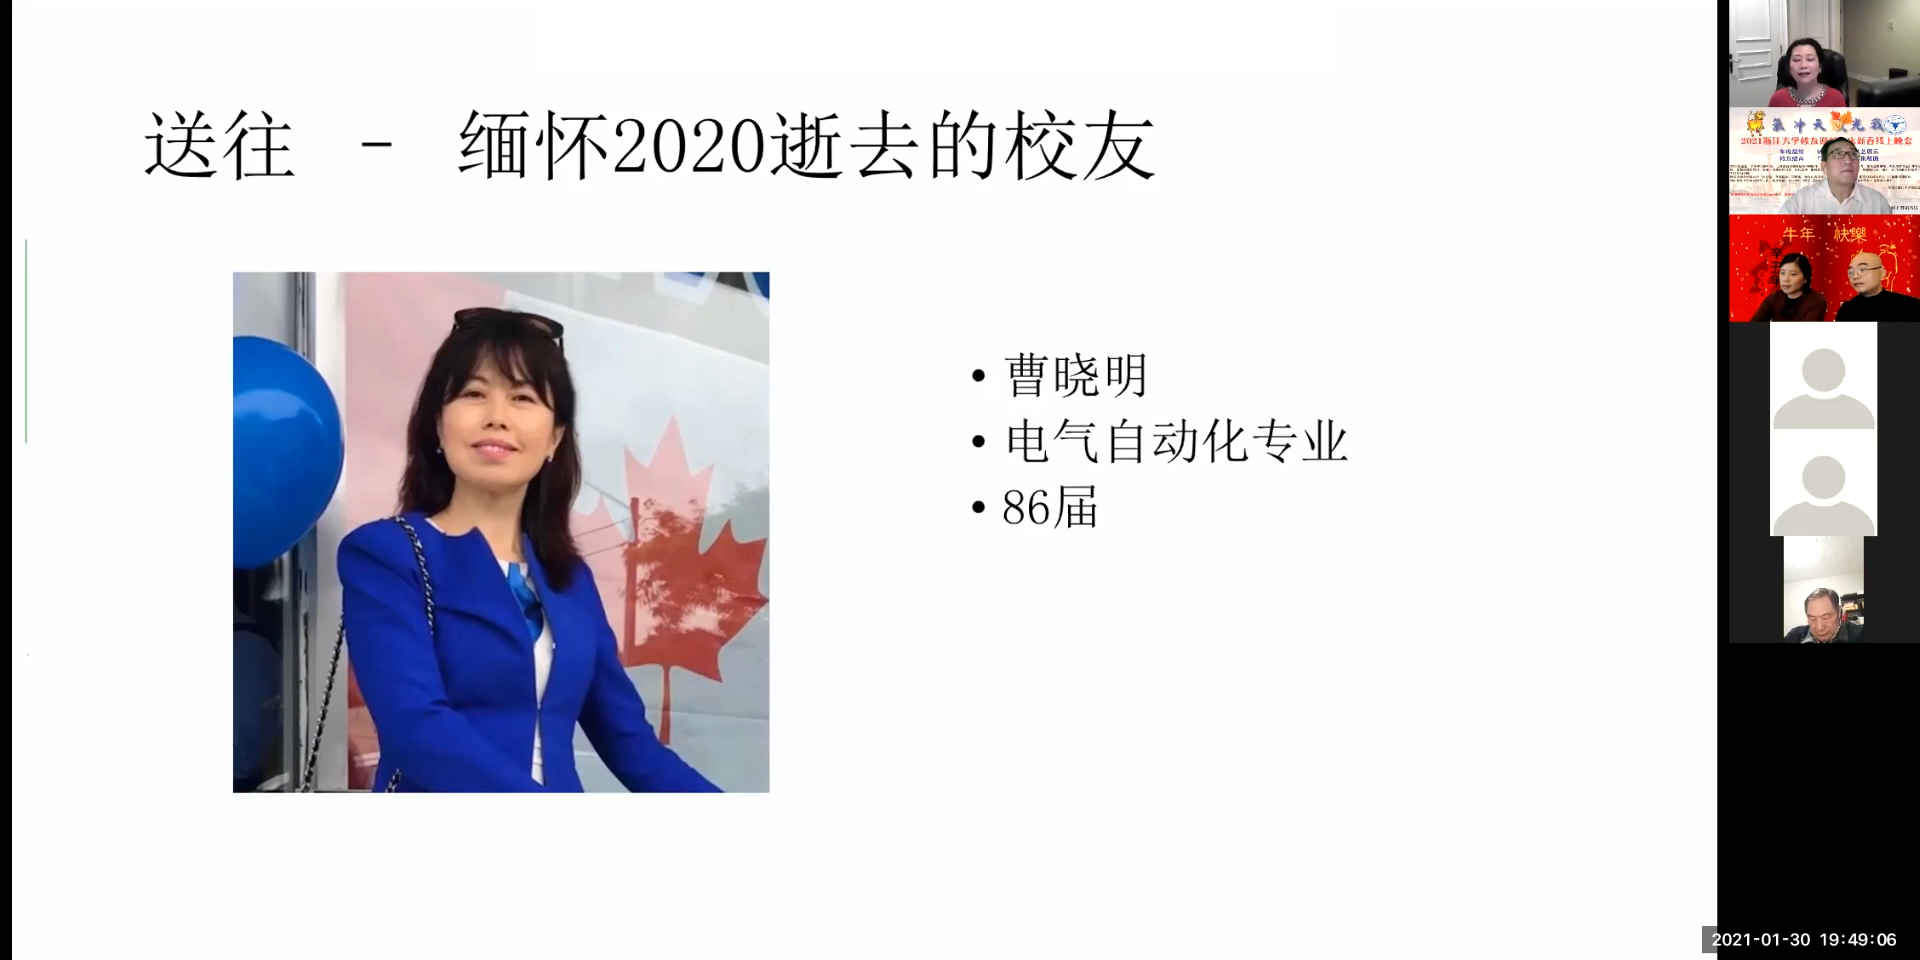 送往 - 缅怀2020逝去的校友
• 曹晓明
• 电气自动化专业
• 86届
牛年 快樂
2021-01-30 19:49:06